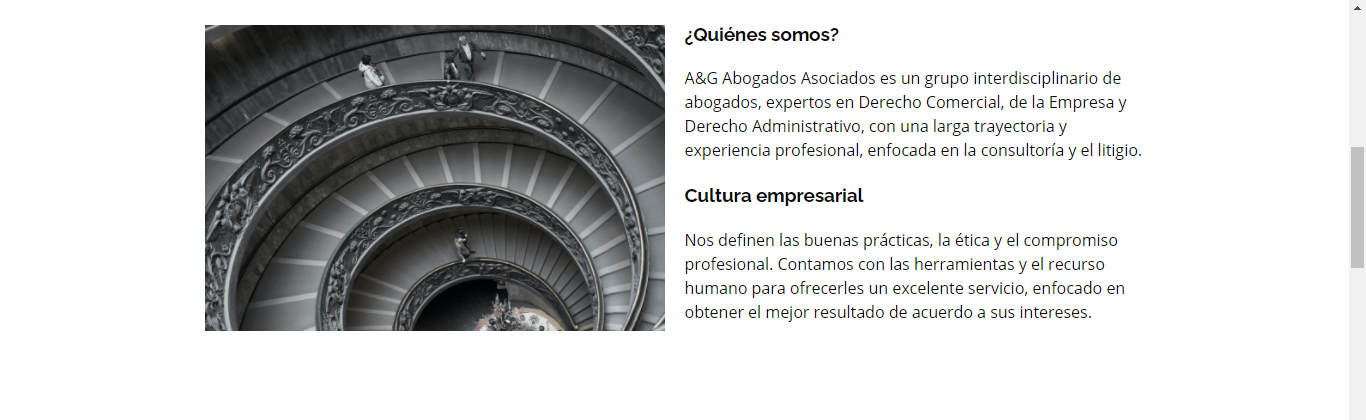 ¿Quiénes somos?
A&G Abogados Asociados es un grupo interdisciplinario de
abogados, expertos en Derecho Comercial, de la Empresa y
Derecho Administrativo, con una larga trayectoria y
experiencia profesional, enfocada en la consultoría y el litigio.
Cultura empresarial
Nos definen las buenas prácticas, la ética y el compromiso
profesional. Contamos con las herramientas y el recurso
humano para ofrecerles un excelente servicio, enfocado en
obtener el mejor resultado de acuerdo a sus intereses.